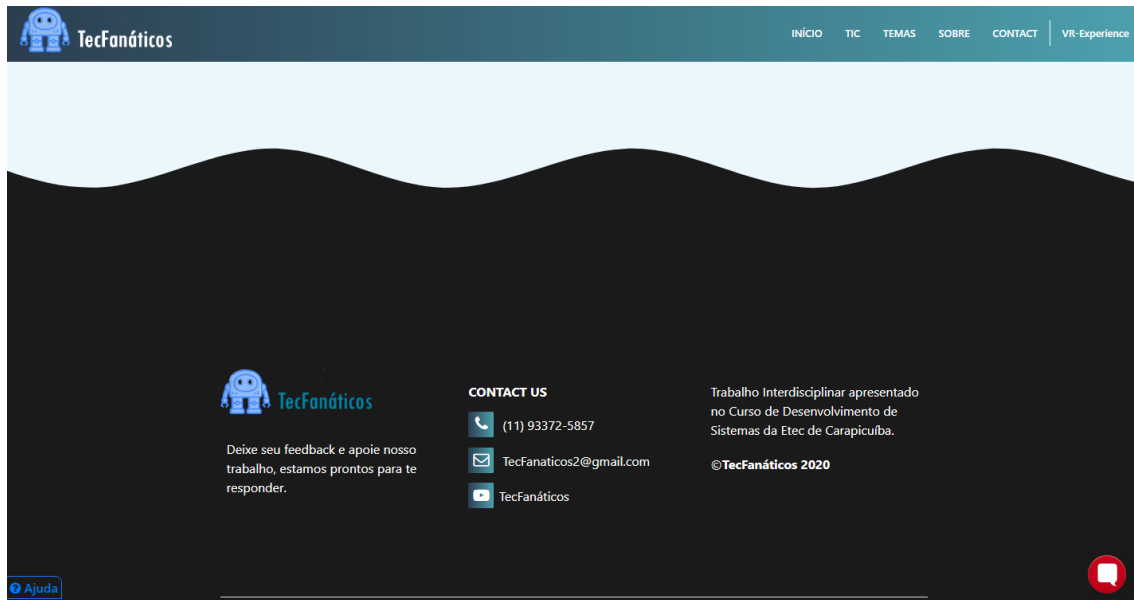 TecFanáticos
INÍCIO TIC TEMAS SOBRE CONTACT VR-Experience
TecFanáticos
Deixe seu feedback e apoie nosso
trabalho, estamos prontos para te
responder.
CONTACT US
(11) 93372-5857
TecFanaticos2@gmail.com
TecFanáticos
Trabalho Interdisciplinar apresentado
no Curso de Desenvolvimento de
Sistemas da Etec de Carapicuíba.
©TecFanáticos 2020
Ajuda